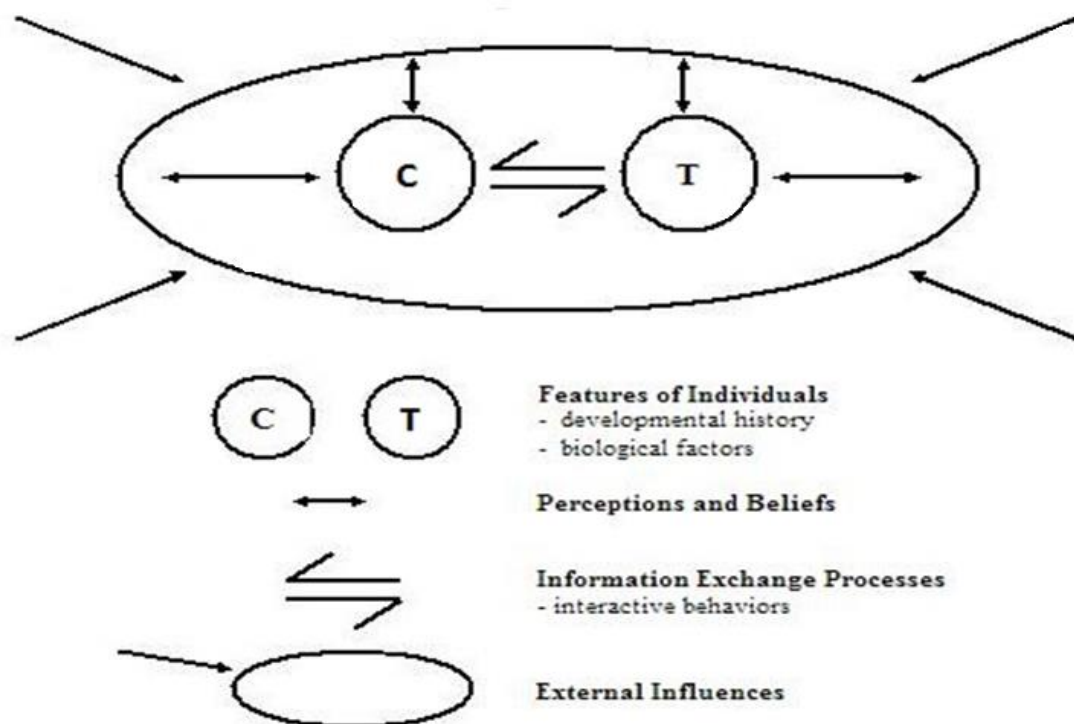 C T
C T Features of Individuals
- developmental history
- biological factors
Perceptions and Beliefs
Information Exchange Processes
- interactive behaviors
External Influences